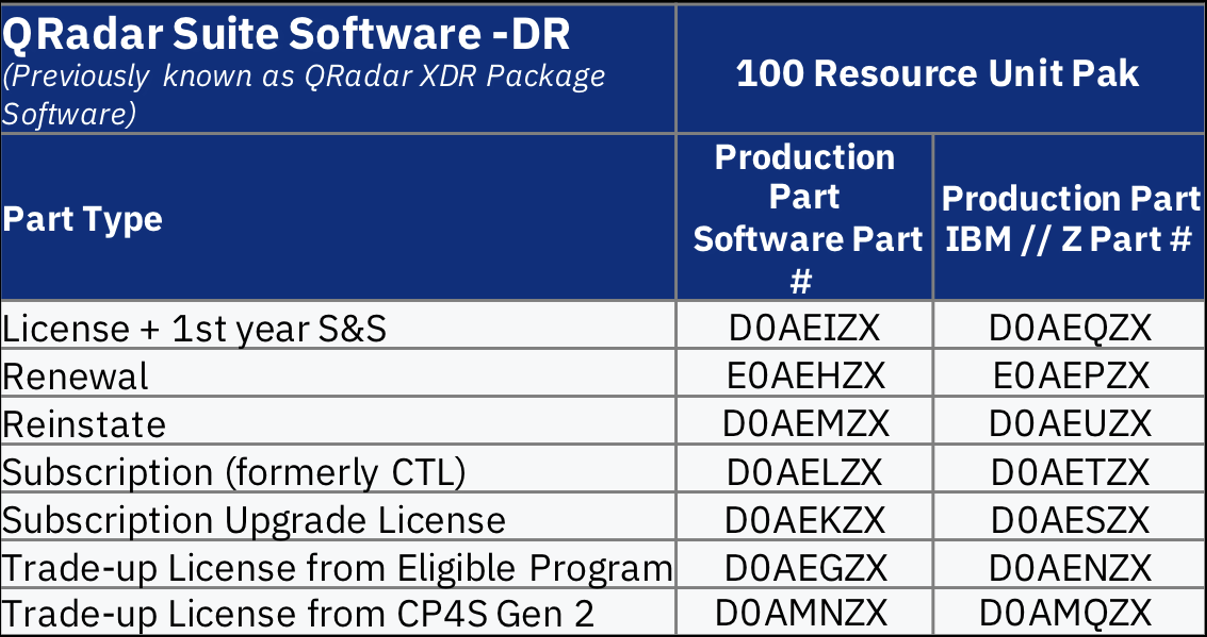 QRadar Suite Software -DR
(Previously known as QRadar XDR Package
Software)
100 Resource Unit Pak
Part Type
Production
Part
Software Part
#
Production Part
IBM // Z Part #
License + 1st year S&S D0AEIZX D0AEQZX
Renewal E0AEHZX E0AEPZX
Reinstate D0AEMZX D0AEUZX
Subscription (formerly CTL) D0AELZX D0AETZX
Subscription Upgrade License D0AEKZX D0AESZX
Trade-up License from Eligible Program D0AEGZX D0AENZX
Trade-up License from CP4S Gen 2 D0AMNZX D0AMQZX